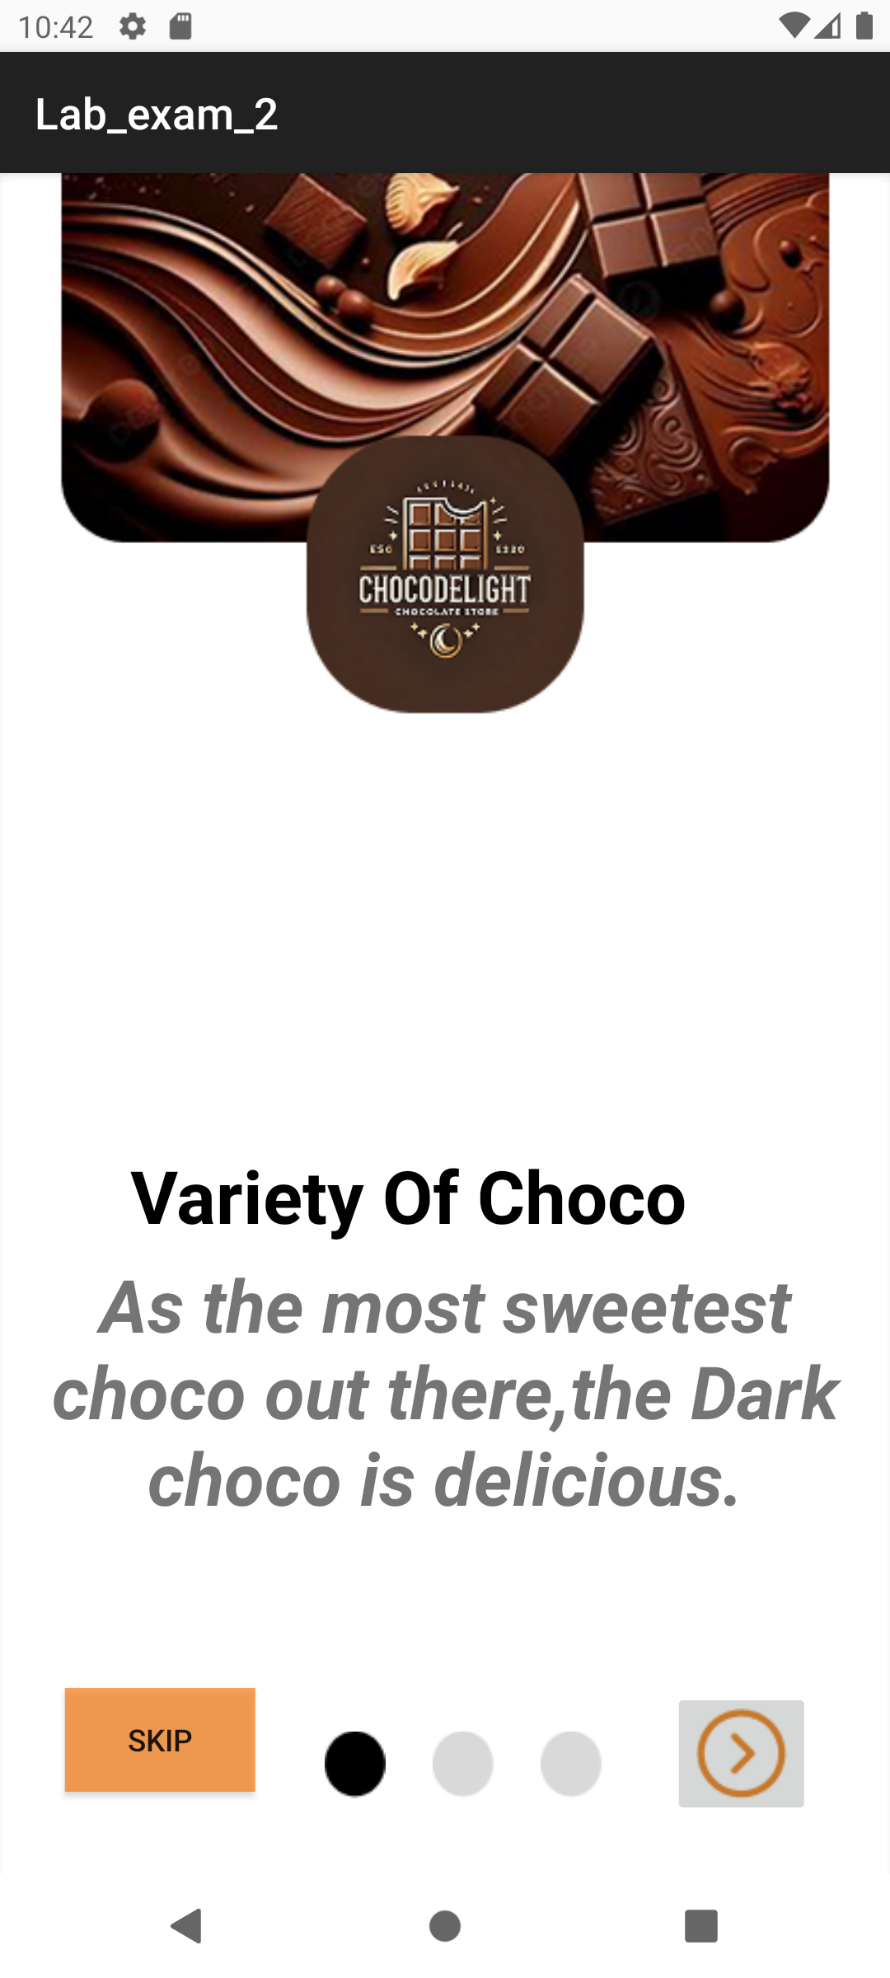 10:42
Lab_exam_2
CHOCODELIGHT
CHOCOLATE STORE
Variety Of Choco
As the most sweetest
choco out there,the Dark
choco is delicious.
SKIP